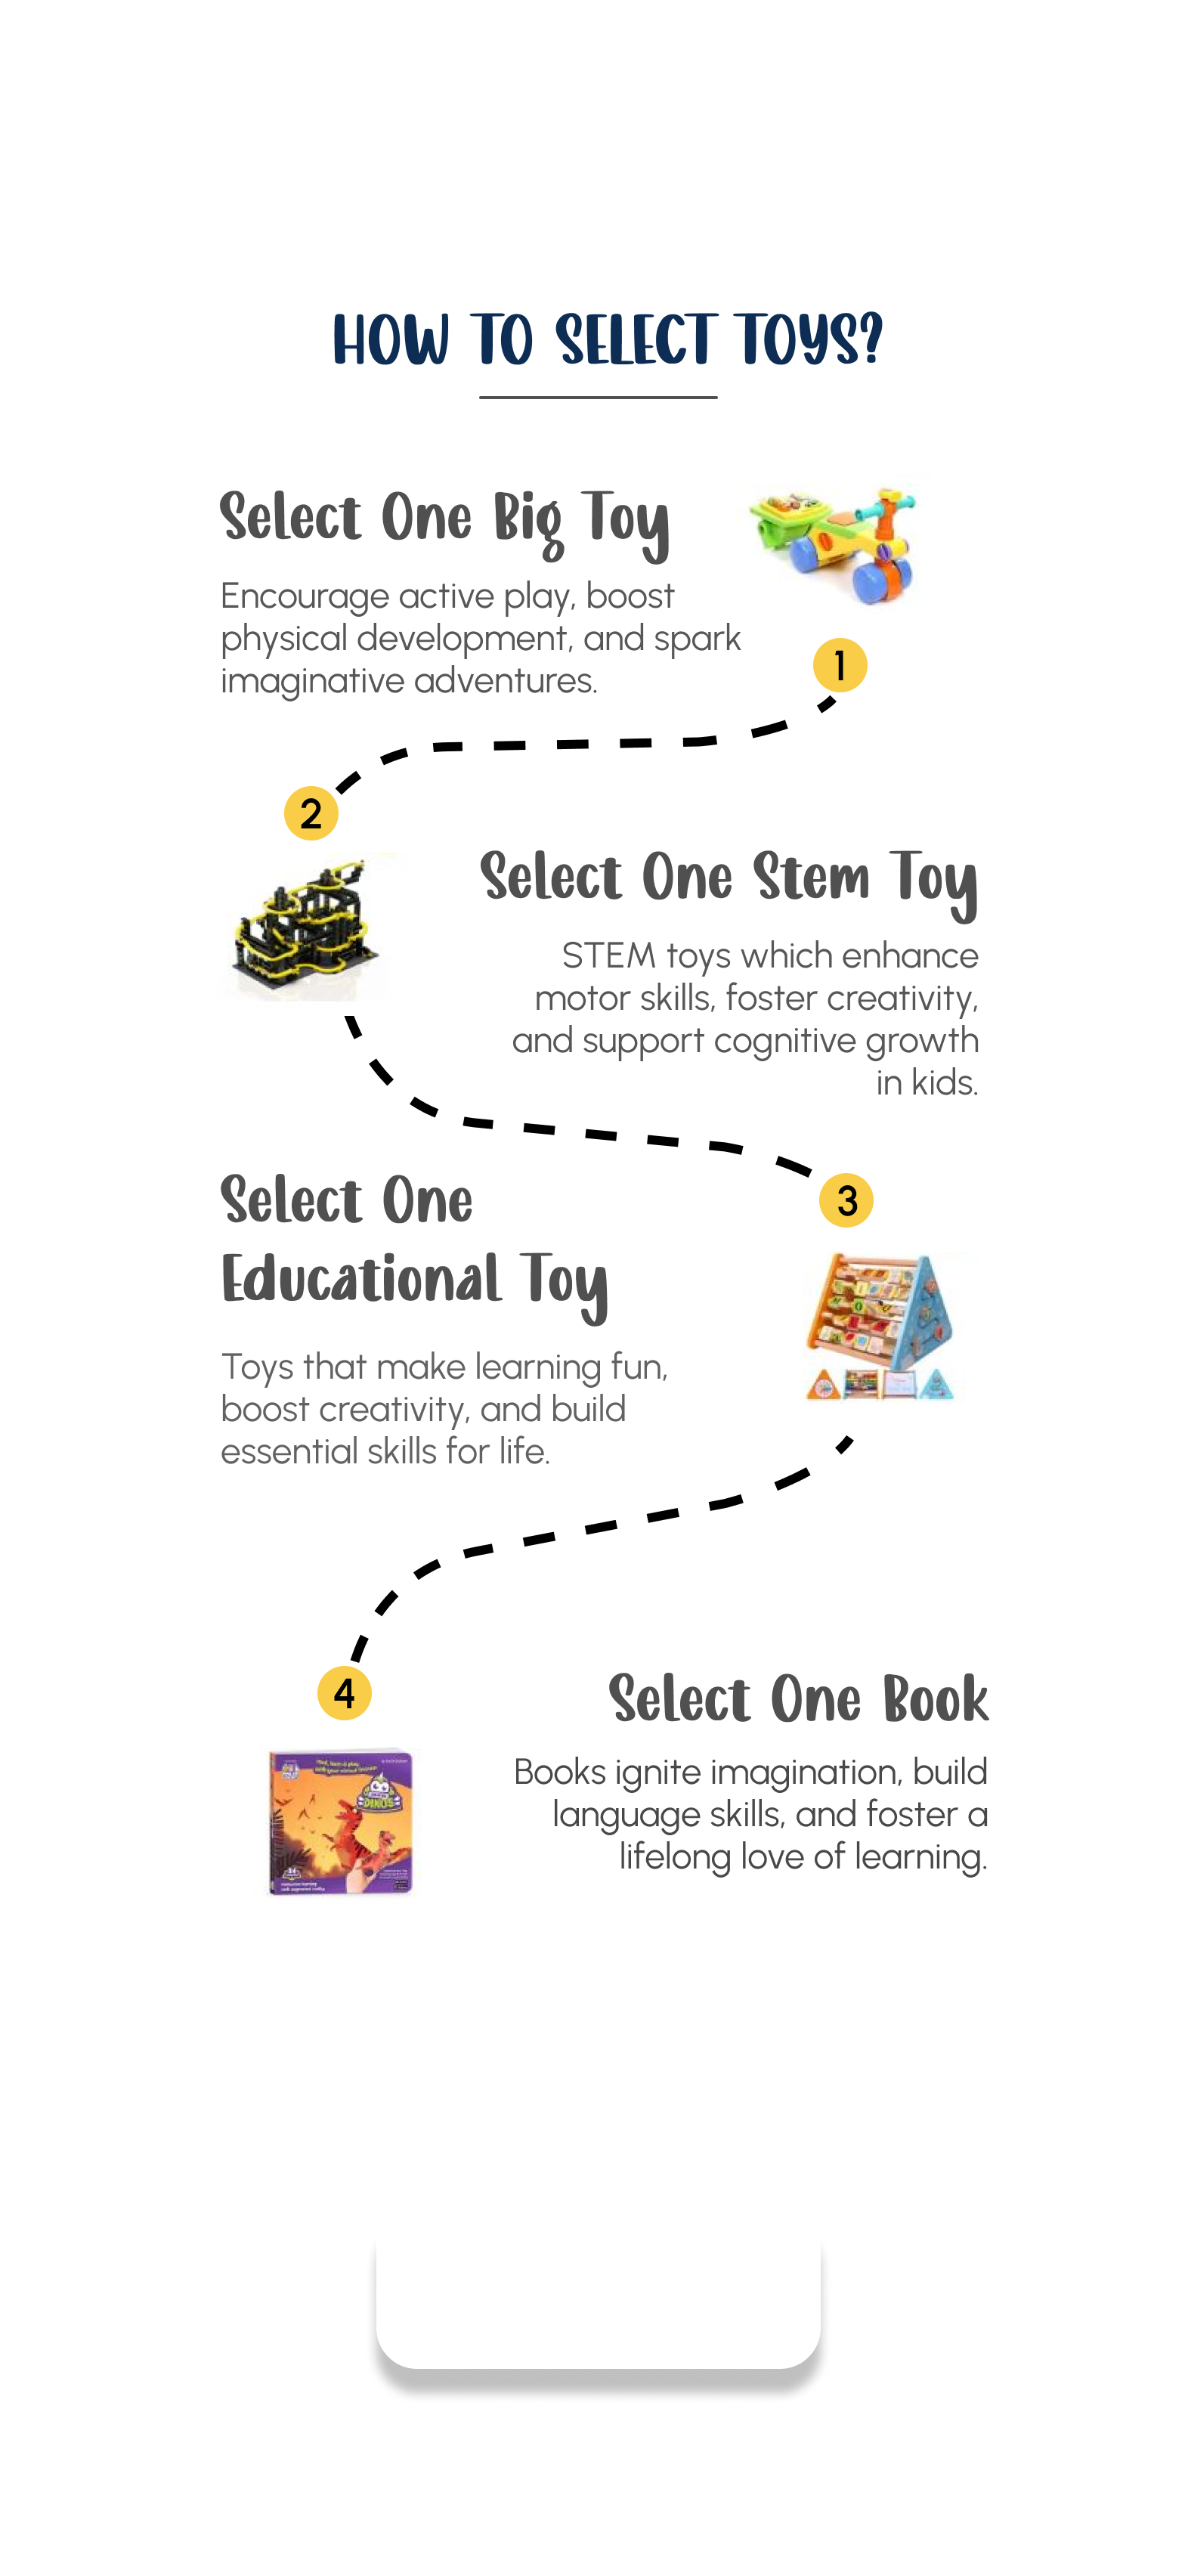 HOW TO SELECT TOYS?
Select One Big Toy
Encourage active play, boost
physical development, and spark
imaginative adventures.
1
2
Select One Stem Toy
STEM toys which enhance
motor skills, foster creativity,
and support cognitive growth
in kids.
3
Select One
Educational Toy
Toys that make learning fun,
boost creativity, and build
essential skills for life.
4
Select One Book
Books ignite imagination, build
language skills, and foster a
lifelong love of learning.
DINOS